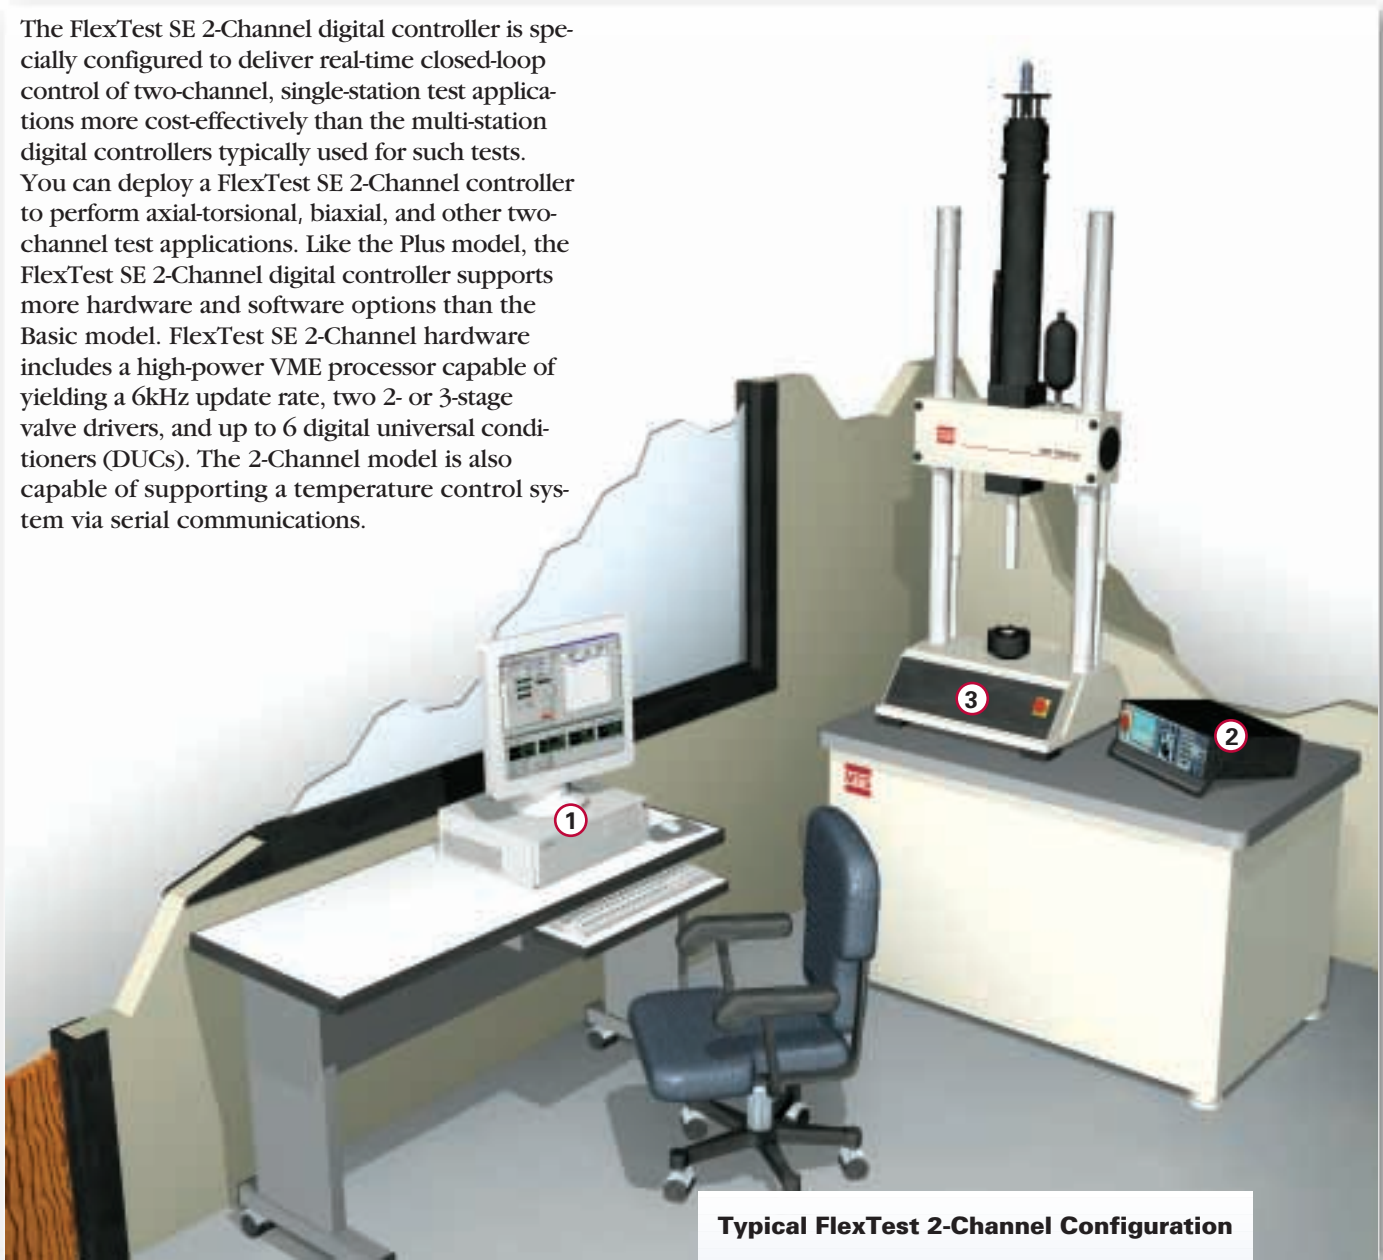 The FlexTest SE 2-Channel digital controller is spe-
cially configured to deliver real-time closed-loop
control of two-channel, single-station test applica-
tions more cost-effectively than the multi-station
digital controllers typically used for such tests.
You can deploy a FlexTest SE 2-Channel controller
to perform axial-torsional, biaxial, and other two-
channel test applications. Like the Plus model, the
FlexTest SE 2-Channel digital controller supports
more hardware and software options than the
Basic model. FlexTest SE 2-Channel hardware
includes a high-power VME processor capable of
yielding a 6kHz update rate, two 2- or 3-stage
valve drivers, and up to 6 digital universal condi-
tioners (DUCs). The 2-Channel model is also
capable of supporting a temperature control sys-
tem via serial communications.
3
2
MTS
1
Typical FlexTest 2-Channel Configuration